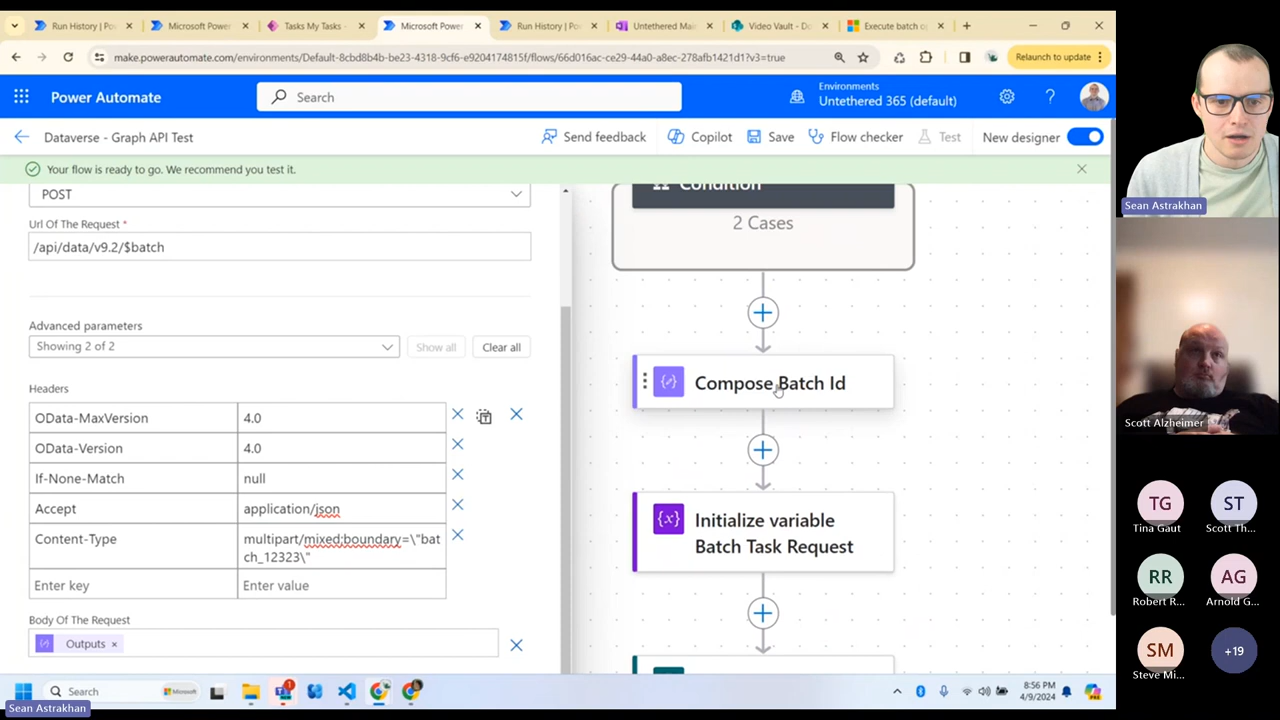 Run History | Po
Microsoft Power
Tasks My Tasks -
Microsoft Power
Run History | Pow
Untethered Mai
Video Vault - Do
Execute batch o
make.powerautomate.com/environments/Default-8cbd8b4b-be23-4318-9cf6-e9204174815f/flows/66d016ac-ce29-44a0-a8ec-278afb1421d1?v3=true
Relaunch to update
Power Automate
Search
Environments
Untethered 365 (default)
Dataverse - Graph API Test
Send feedback
Copilot
Save
Flow checker
Test
New designer
Your flow is ready to go. We recommend you test it.
POST
Url Of The Request *
/api/data/v9.2/$batch
Advanced parameters
Showing 2 of 2
Show all
Clear all
Headers
OData-MaxVersion 4.0
OData-Version 4.0
If-None-Match null
Accept application/json
Content-Type multipart/mixed;boundary=\"bat
ch_12323\"
Enter key Enter value
Body Of The Request
Outputs
Condition
2 Cases
Compose Batch Id
Initialize variable
Batch Task Request
Sean Astrakhan
Scott Alzheimer
TG
Tina Gaut
ST
Scott Th...
RR
Robert R...
AG
Arnold G...
SM
Steve Mi...
+19
Search
Microsoft
1
8:56 PM
4/9/2024
Sean Astrakhan